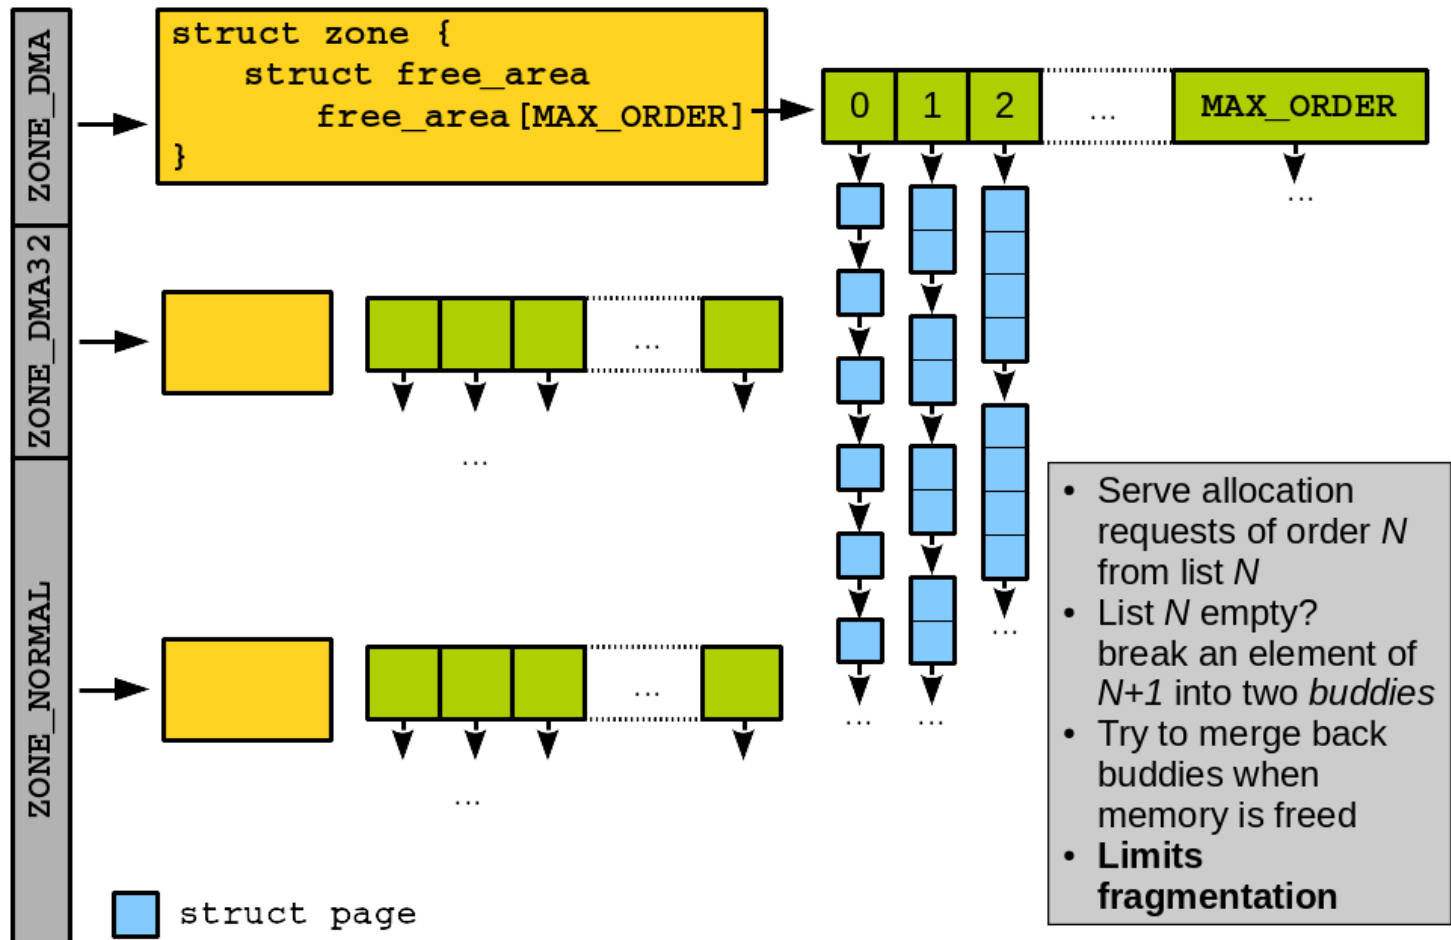 ZONE_DMA
struct zone {
struct free_area
free_area[MAX_ORDER]
}
0 1 2 ... MAX_ORDER
...
ZONE_DMA32
...
...
ZONE_NORMAL
...
...
...
...
...
• Serve allocation
requests of order N
from list N
• List N empty?
break an element of
N+1 into two buddies
• Try to merge back
buddies when
memory is freed
• Limits
fragmentation
struct page